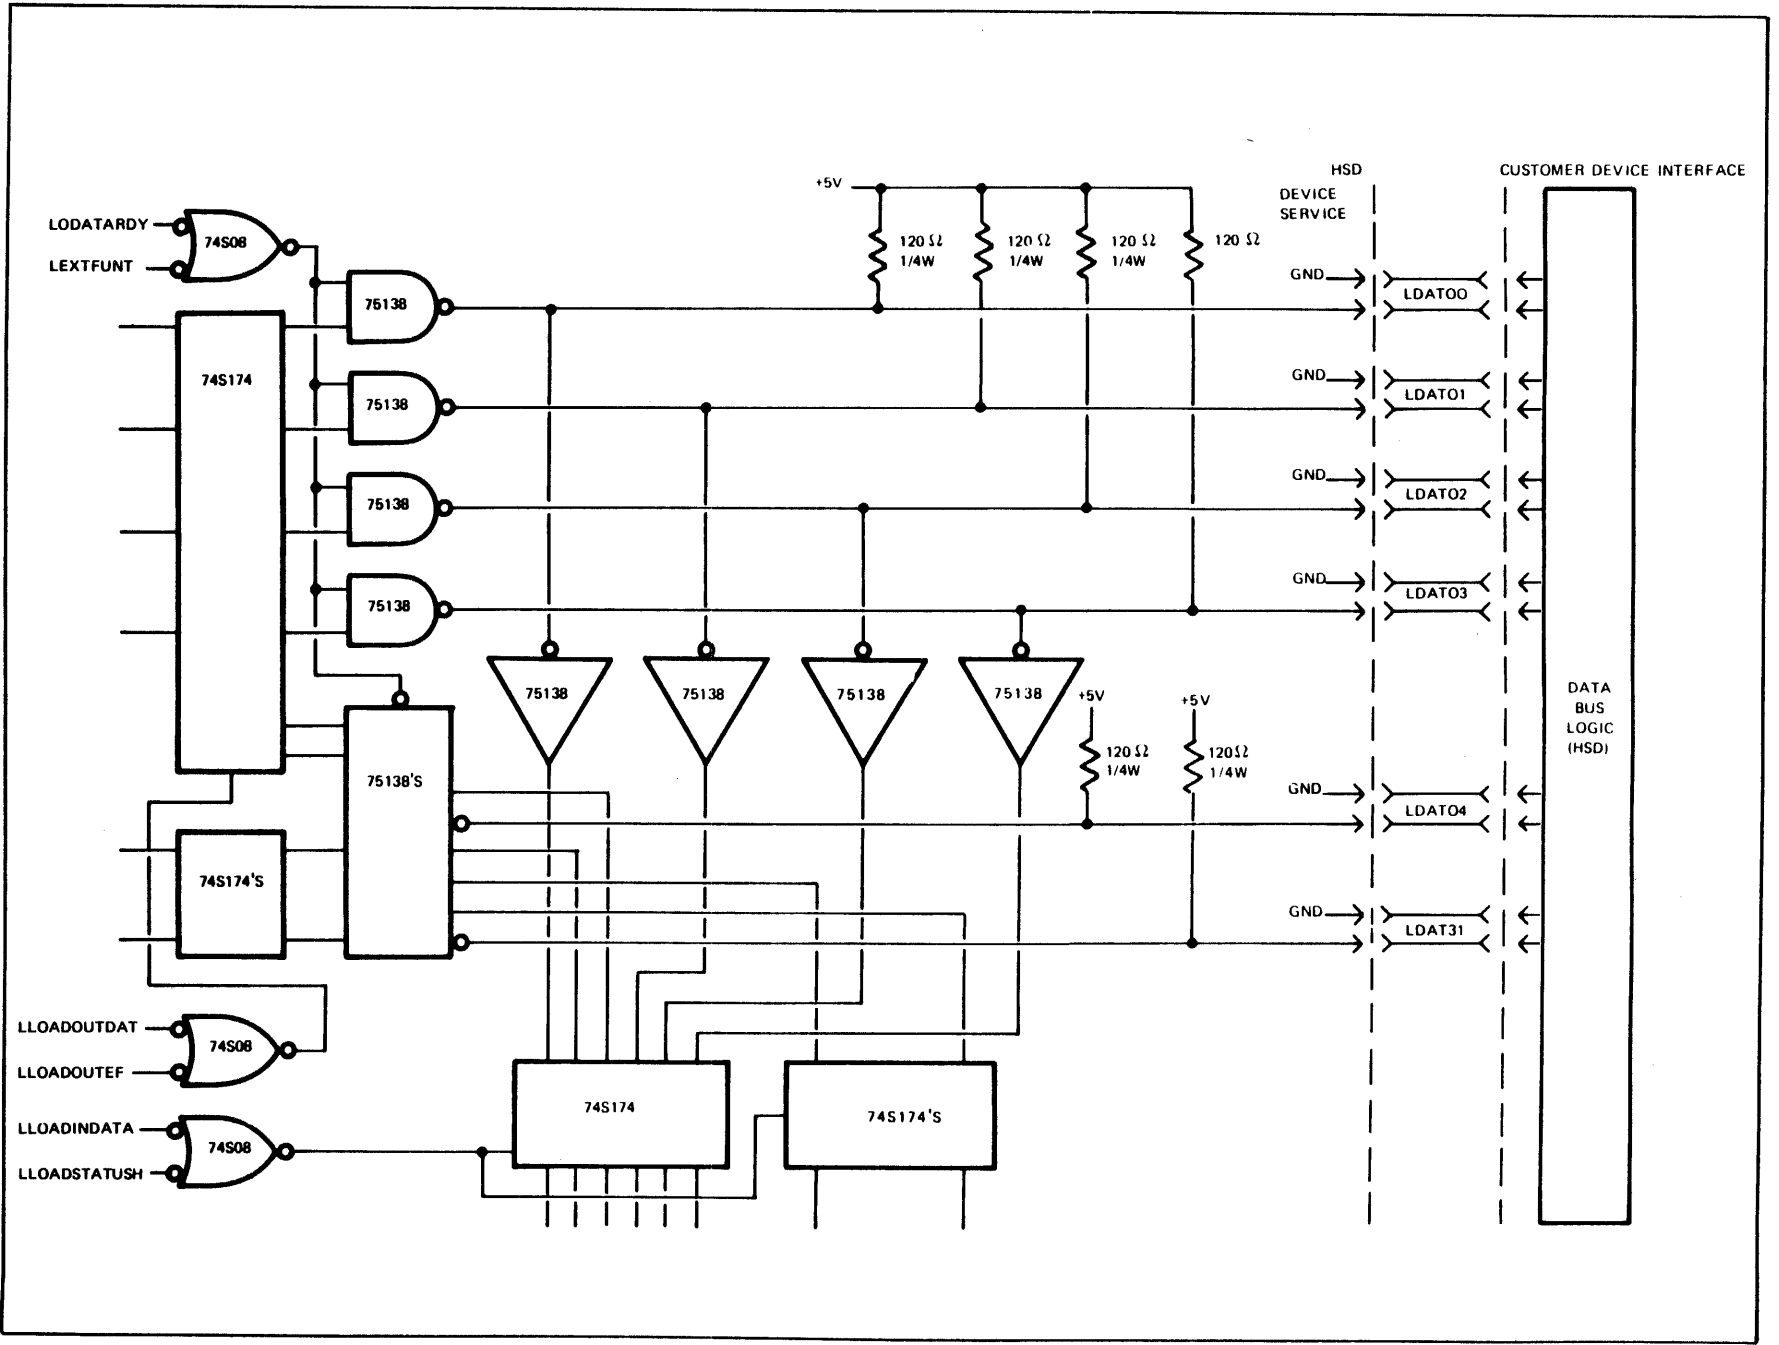 HSD
CUSTOMER DEVICE INTERFACE
+5V
DEVICE
SERVICE
LODATARDY
74S08
LEXTFUNT
120 Ω
1/4W
120 Ω
1/4W
120 Ω
1/4W
120 Ω
GND
LDAT00
75138
74S174
GND
LDAT01
75138
GND
LDAT02
75138
GND
LDAT03
75138
75138
75138
75138
75138
+5V
+5V
DATA
BUS
LOGIC
(HSD)
120 Ω
1/4W
120Ω
1/4W
75138'S
GND
LDAT04
74S174'S
GND
LDAT31
LLOADOUTDAT
74S08
LLOADOUTEF
74S174
74S174'S
LLOADINDATA
74S08
LLOADSTATUSH